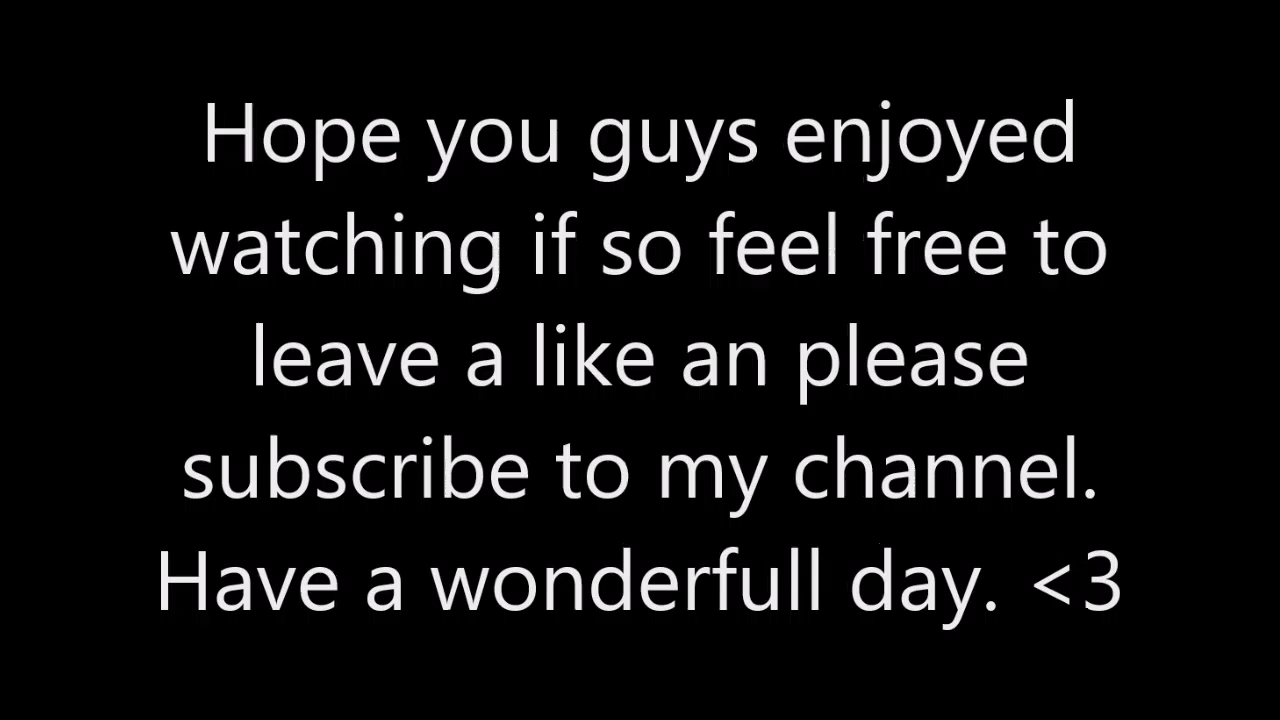 Hope you guys enjoyed
watching if so feel free to
leave a like an please
subscribe to my channel.
Have a wonderfull day. <3